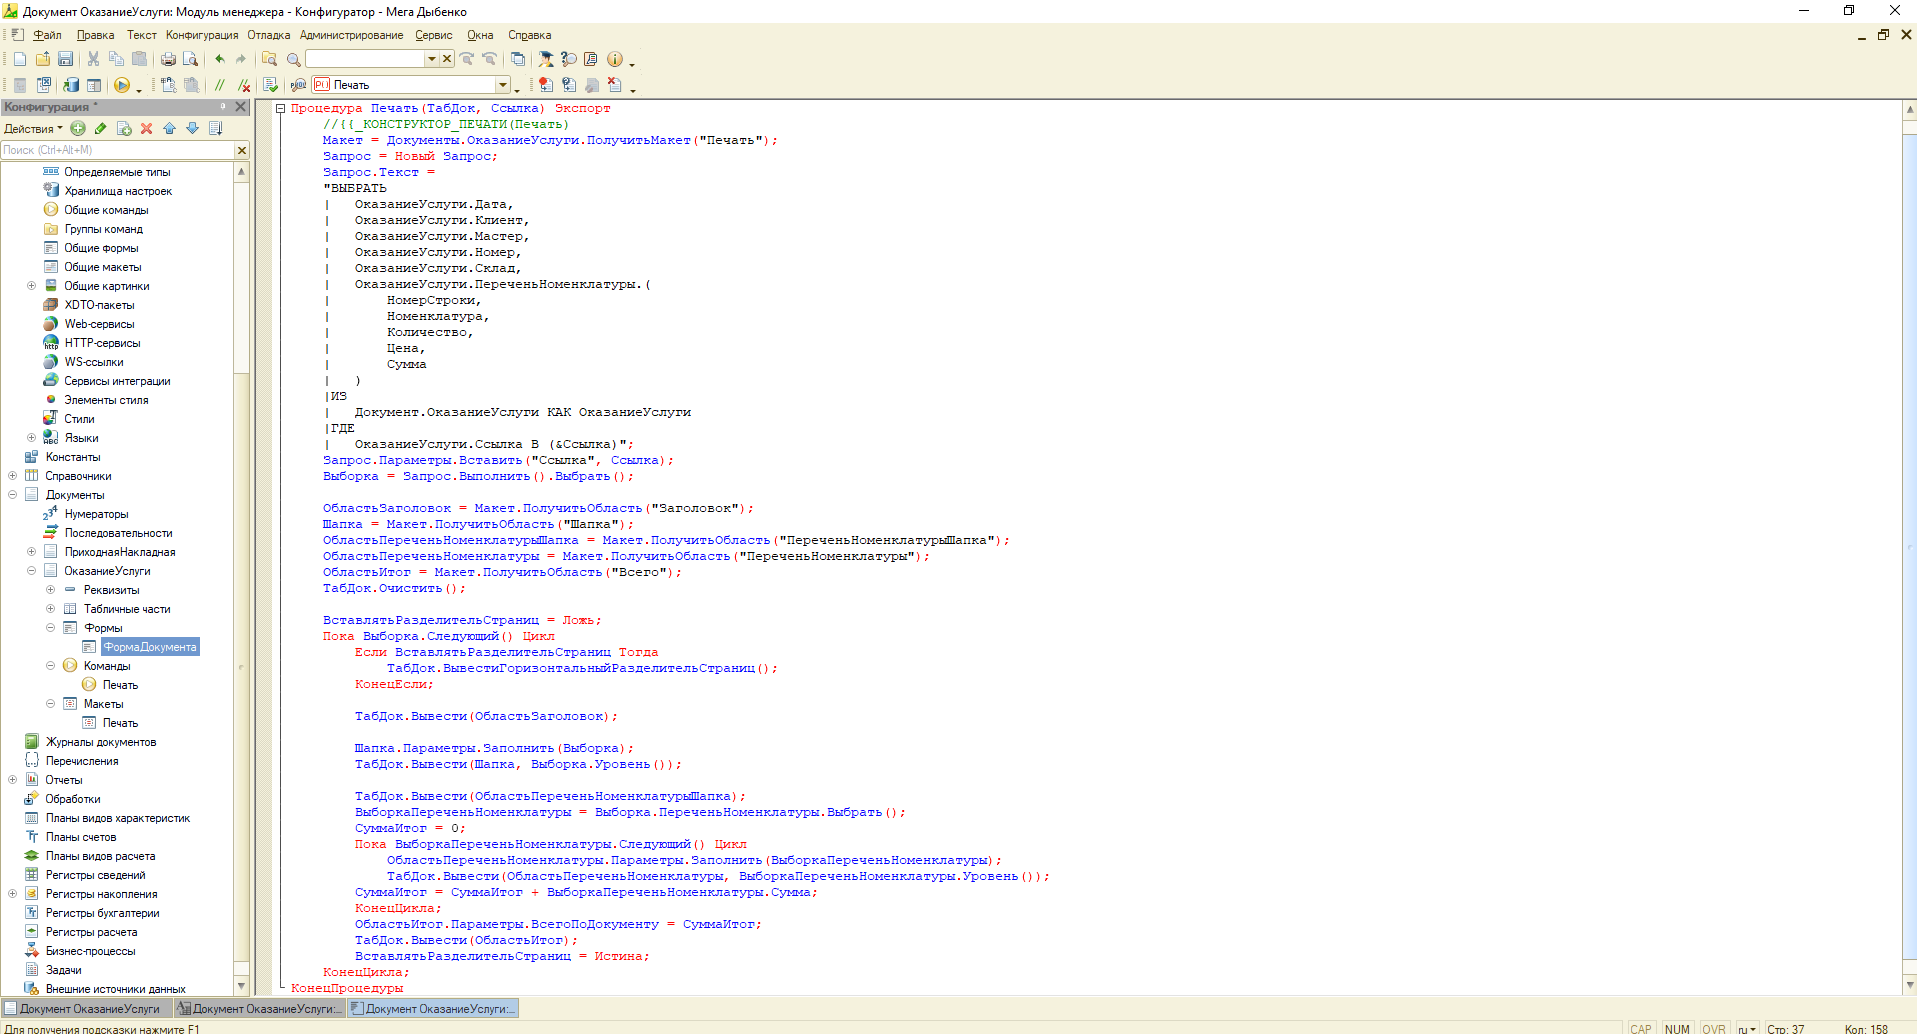 Документ ОказаниеУслуги: Модуль менеджера - Конфигуратор - Мега Дыбенко
Файл Правка Текст Конфигурация Отладка Администрирование Сервис Окна Справка
Печать
Конфигурация *
Действия
Поиск (Ctrl+Alt+M)
Определяемые типы
Хранилища настроек
Общие команды
Группы команд
Общие формы
Общие макеты
Общие картинки
XDTO-пакеты
Web-сервисы
HTTP-сервисы
WS-ссылки
Сервисы интеграции
Элементы стиля
Стили
Языки
Константы
Справочники
Документы
Нумераторы
Последовательности
ПриходнаяНакладная
ОказаниеУслуги
Реквизиты
Табличные части
Формы
ФормаДокумента
Команды
Печать
Макеты
Печать
Журналы документов
Перечисления
Отчеты
Обработки
Планы видов характеристик
Планы счетов
Планы видов расчета
Регистры сведений
Регистры накопления
Регистры бухгалтерии
Регистры расчета
Бизнес-процессы
Задачи
Внешние источники данных
Процедура Печать(ТабДок, Ссылка) Экспорт
//{{_КОНСТРУКТОР_ПЕЧАТИ(Печать)
Макет = Документы.ОказаниеУслуги.ПолучитьМакет("Печать");
Запрос = Новый Запрос;
Запрос.Текст =
"ВЫБРАТЬ
| ОказаниеУслуги.Дата,
| ОказаниеУслуги.Клиент,
| ОказаниеУслуги.Мастер,
| ОказаниеУслуги.Номер,
| ОказаниеУслуги.Склад,
| ОказаниеУслуги.ПереченьНоменклатуры.(
| НомерСтроки,
| Номенклатура,
| Количество,
| Цена,
| Сумма
| )
|ИЗ
| Документ.ОказаниеУслуги КАК ОказаниеУслуги
|ГДЕ
| ОказаниеУслуги.Ссылка В (&Ссылка)";
Запрос.Параметры.Вставить("Ссылка", Ссылка);
Выборка = Запрос.Выполнить().Выбрать();
ОбластьЗаголовок = Макет.ПолучитьОбласть("Заголовок");
Шапка = Макет.ПолучитьОбласть("Шапка");
ОбластьПереченьНоменклатурыШапка = Макет.ПолучитьОбласть("ПереченьНоменклатурыШапка");
ОбластьПереченьНоменклатуры = Макет.ПолучитьОбласть("ПереченьНоменклатуры");
ОбластьИтог = Макет.ПолучитьОбласть("Всего");
ТабДок.Очистить();
ВставлятьРазделительСтраниц = Ложь;
Пока Выборка.Следующий() Цикл
Если ВставлятьРазделительСтраниц Тогда
ТабДок.ВывестиГоризонтальныйРазделительСтраниц();
КонецЕсли;
ТабДок.Вывести(ОбластьЗаголовок);
Шапка.Параметры.Заполнить(Выборка);
ТабДок.Вывести(Шапка, Выборка.Уровень());
ТабДок.Вывести(ОбластьПереченьНоменклатурыШапка);
ВыборкаПереченьНоменклатуры = Выборка.ПереченьНоменклатуры.Выбрать();
СуммаИтог = 0;
Пока ВыборкаПереченьНоменклатуры.Следующий() Цикл
ОбластьПереченьНоменклатуры.Параметры.Заполнить(ВыборкаПереченьНоменклатуры);
ТабДок.Вывести(ОбластьПереченьНоменклатуры, ВыборкаПереченьНоменклатуры.Уровень());
СуммаИтог = СуммаИтог + ВыборкаПереченьНоменклатуры.Сумма;
КонецЦикла;
ОбластьИтог.Параметры.ВсегоПоДокументу = СуммаИтог;
ТабДок.Вывести(ОбластьИтог);
ВставлятьРазделительСтраниц = Истина;
КонецЦикла;
КонецПроцедуры
Документ ОказаниеУслуги Документ ОказаниеУслуги:... Документ ОказаниеУслуги:...
Для получения подсказки нажмите F1 CAP NUM OVR ru Стр: 37 Кол: 158